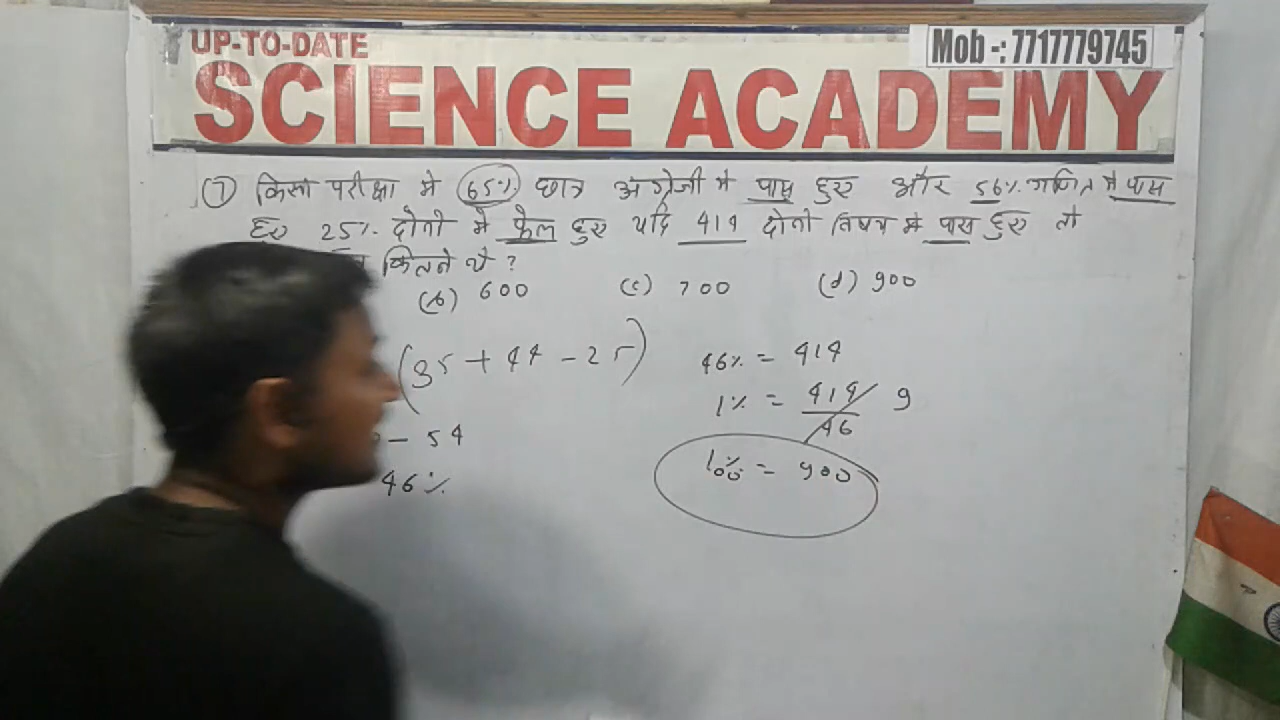 UP-TO-DATE
Mob -: 7717779745
SCIENCE ACADEMY
(7) किसी परीक्षा मे 65% छात्र अंग्रेजी मे पास हुए और 56% गणित मे पास
हुए 25% दोनो मे फेल हुए यदि 414 दोनो विषय मे पास हुए तो
कितने थे ?
(b) 600 (c) 700 (d) 900
(35 + 44 - 25)
46% = 414
1% = 414/46 9
- 54
100% = 900
46%